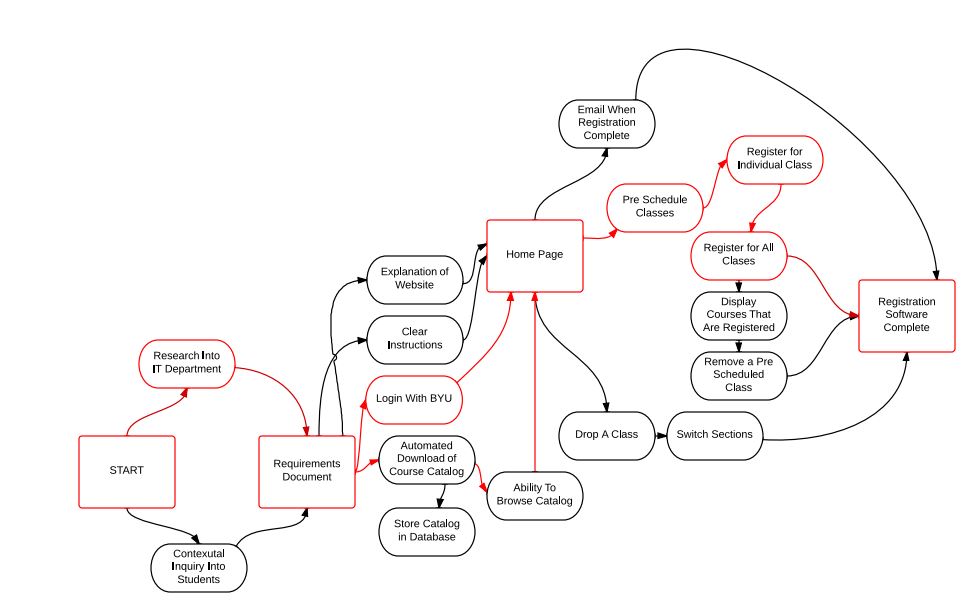 Email When
Registration
Complete
Register for
Individual Class
Pre Schedule
Classes
Home Page
Register for All
Clases
Explanation of
Website
Display
Courses That
Are Registered
Registration
Software
Complete
Clear
Instructions
Research Into
IT Department
Remove a Pre
Scheduled
Class
Login With BYU
Drop A Class
Switch Sections
START
Requirements
Document
Automated
Download of
Course Catalog
Ability To
Browse Catalog
Store Catalog
in Database
Contexutal
Inquiry Into
Students